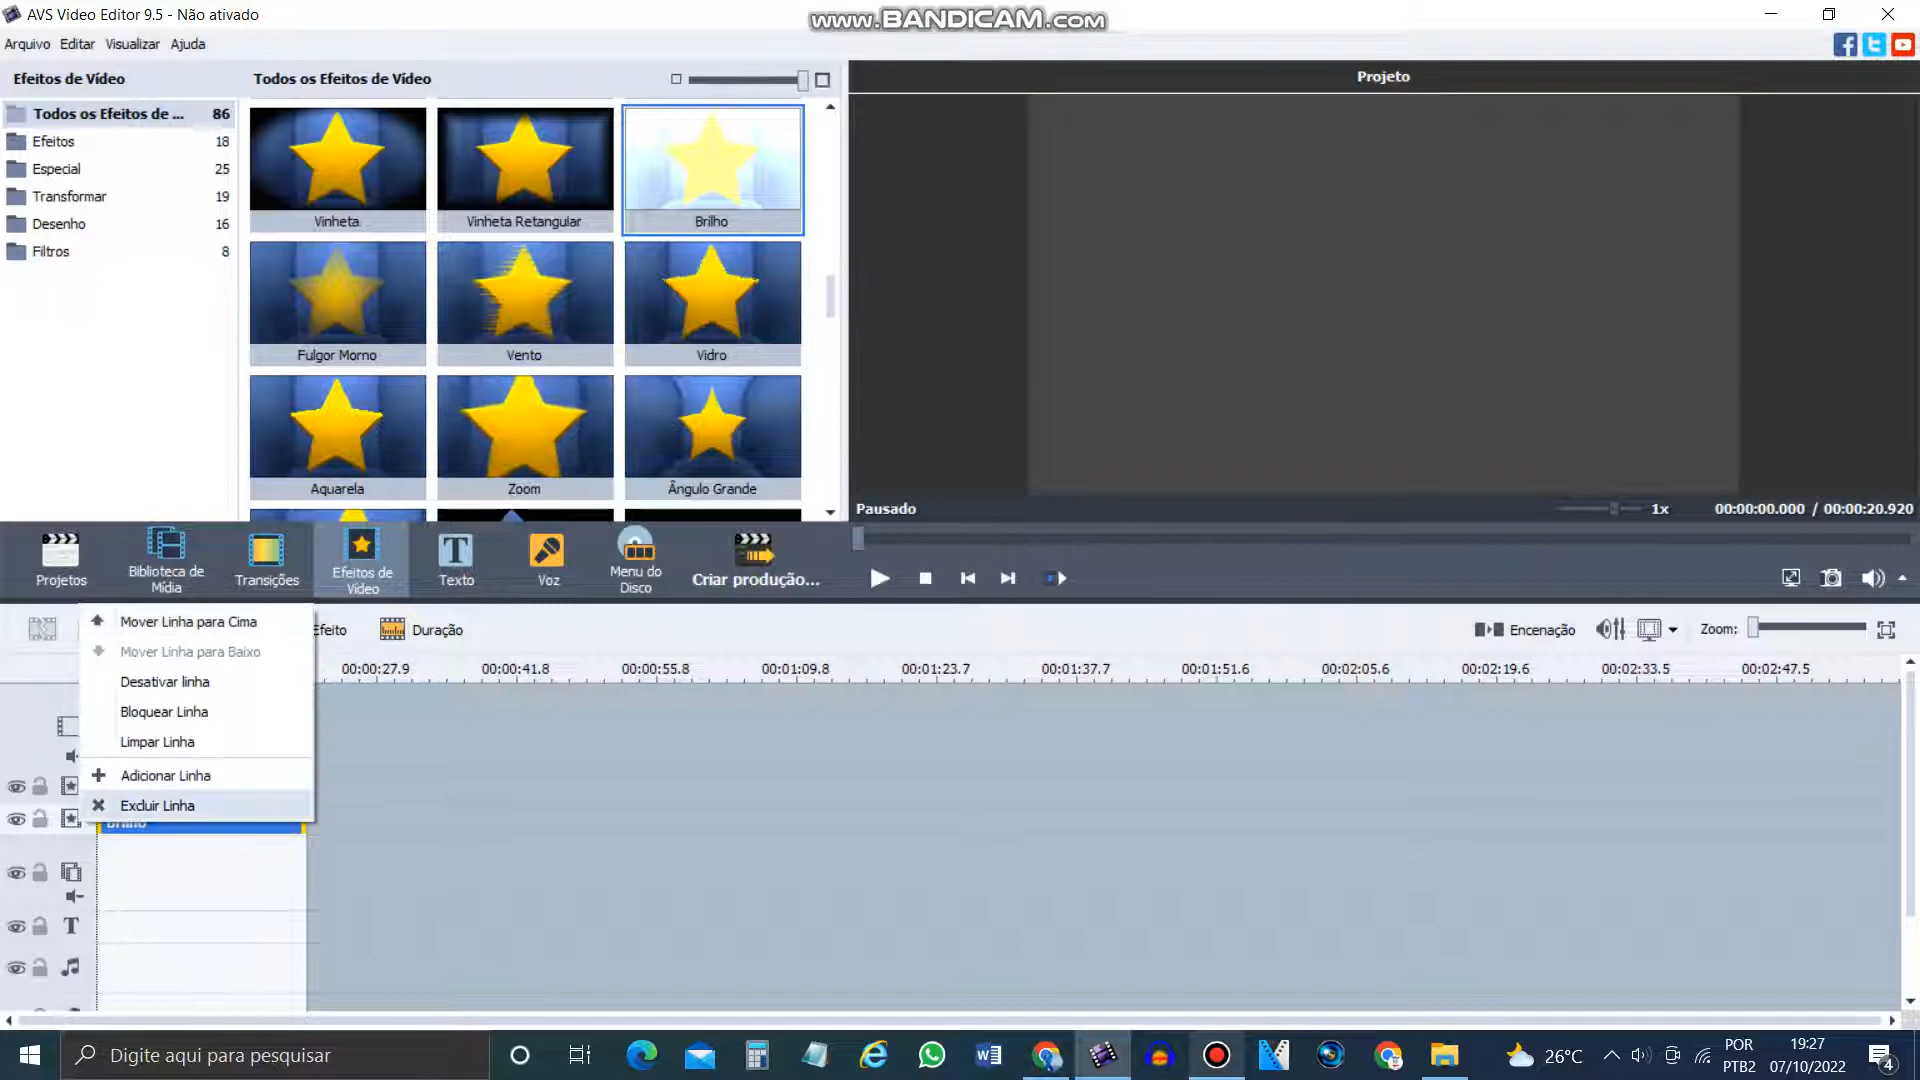 AVS Video Editor 9.5 - Não ativado
www.BANDICAM.com
Arquivo Editar Visualizar Ajuda
Efeitos de Vídeo
Todos os Efeitos de Vídeo
Projeto
Todos os Efeitos de ... 86
Efeitos 18
Especial 25
Transformar 19
Desenho 16
Filtros 8
Vinheta
Vinheta Retangular
Brilho
Fulgor Morno
Vento
Vidro
Aquarela
Zoom
Ângulo Grande
Pausado
1x
00:00:00.000 / 00:00:20.920
Projetos
Biblioteca de Mídia
Transições
Efeitos de Vídeo
Texto
Voz
Menu do Disco
Criar produção...
Mover Linha para Cima
Mover Linha para Baixo
Desativar linha
Bloquear Linha
Limpar Linha
Adicionar Linha
Excluir Linha
Efeito
Duração
Encenação
Zoom:
00:00:27.9 00:00:41.8 00:00:55.8 00:01:09.8 00:01:23.7 00:01:37.7 00:01:51.6 00:02:05.6 00:02:19.6 00:02:33.5 00:02:47.5
Brilho
T
Digite aqui para pesquisar
26°C
POR
PTB2
19:27
07/10/2022
4